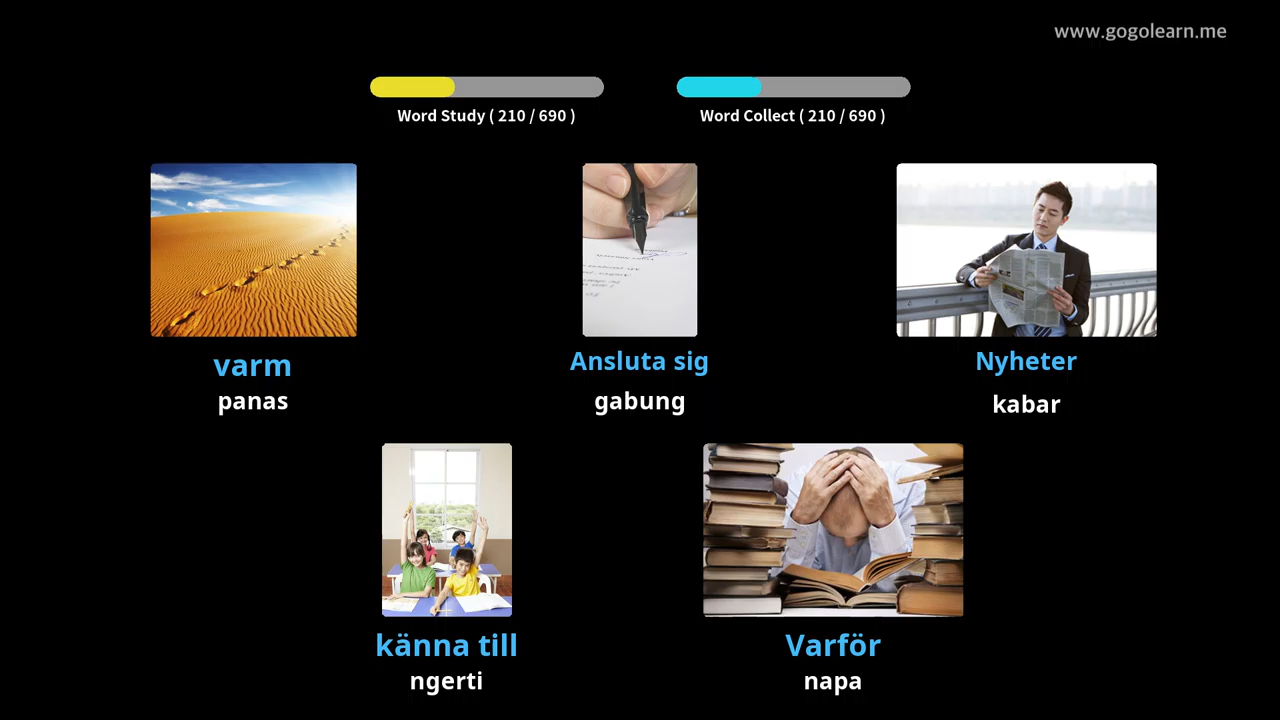 www.gogolearn.me
Word Study ( 210 / 690 )
Word Collect ( 210 / 690 )
varm
panas
Ansluta sig
gabung
Nyheter
kabar
känna till
ngerti
Varför
napa